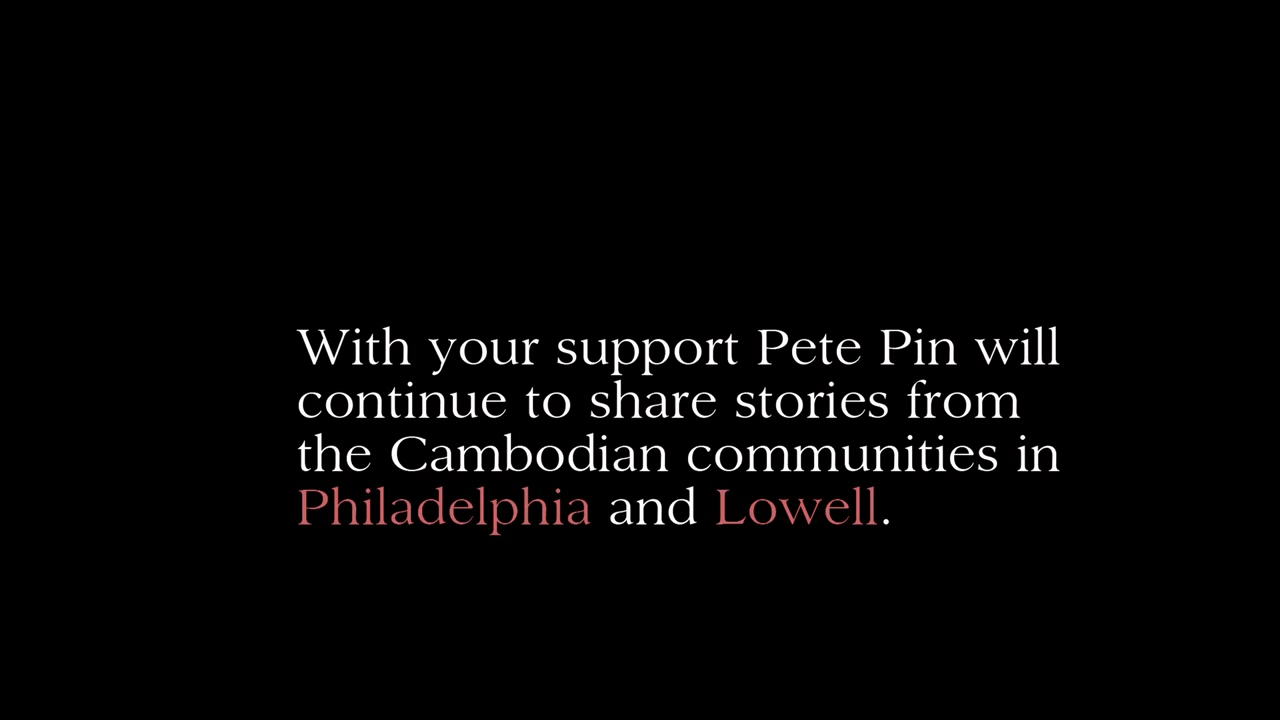 With your support Pete Pin will
continue to share stories from
the Cambodian communities in
Philadelphia and Lowell.